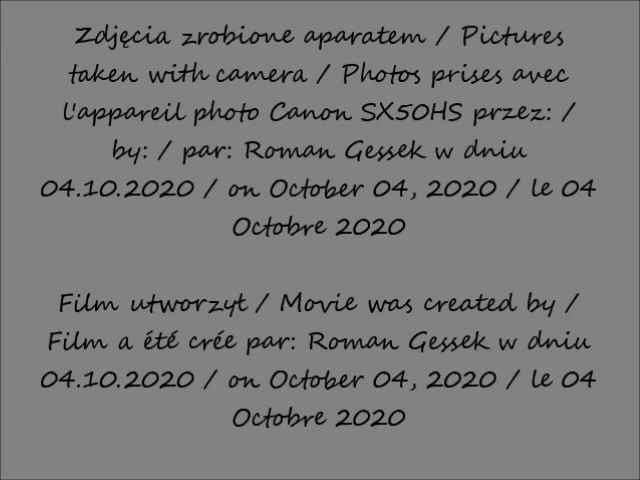 Zdjęcia zrobione aparatem / Pictures
taken with camera / Photos prises avec
l'appareil photo Canon SX50HS przez: /
by: / par: Roman Gessek w dniu
04.10.2020 / on October 04, 2020 / le 04
Octobre 2020
Film utworzył / Movie was created by /
Film a été crée par: Roman Gessek w dniu
04.10.2020 / on October 04, 2020 / le 04
Octobre 2020